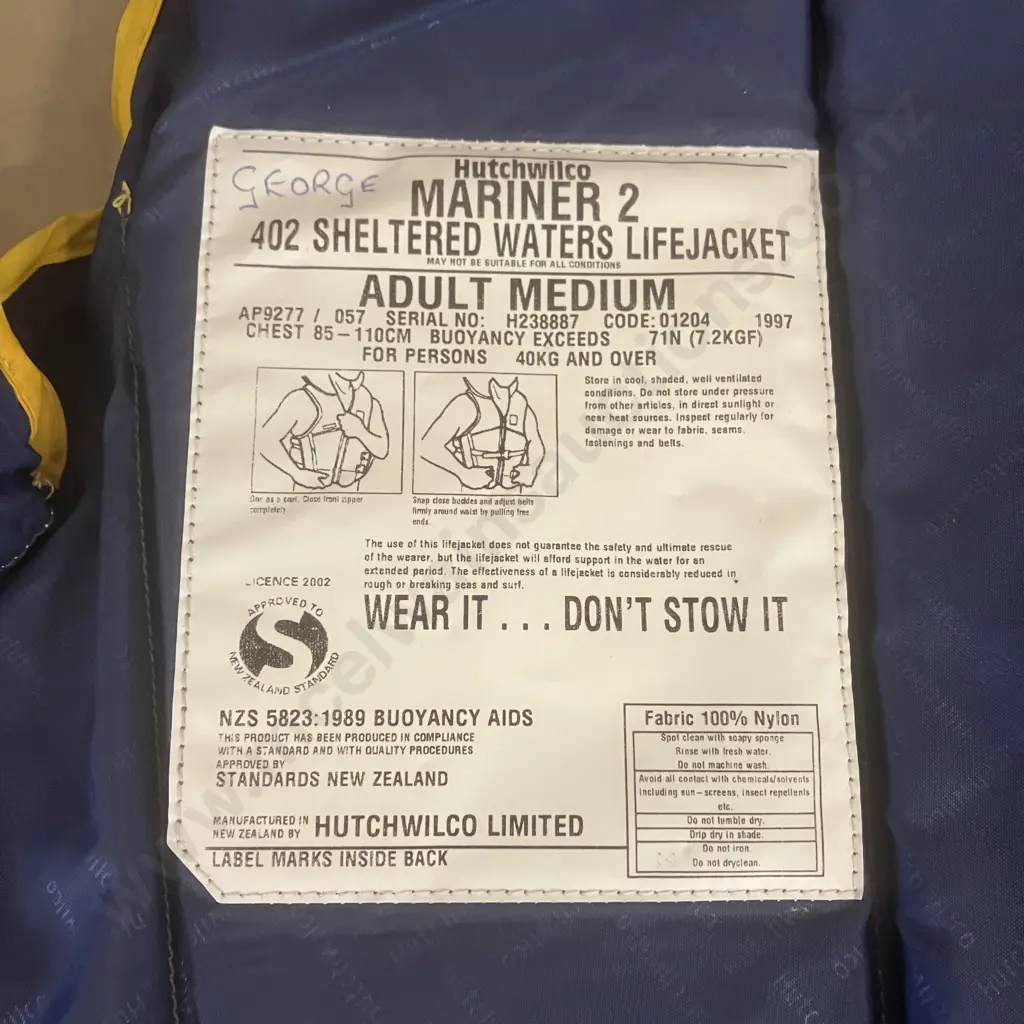 GEORGE
Hutchwilco
MARINER 2
402 SHELTERED WATERS LIFEJACKET
MAY NOT BE SUITABLE FOR ALL CONDITIONS
ADULT MEDIUM
AP9277 / 057 SERIAL NO: H238887 CODE: 01204 1997
CHEST 85-110CM BUOYANCY EXCEEDS 71N (7.2KGF)
FOR PERSONS 40KG AND OVER
Store in cool, shaded, well ventilated
conditions. Do not store under pressure
from other articles, in direct sunlight or
near heat sources. Inspect regularly for
damage or wear to fabric, seams,
fastenings and belts.
Don as a coat. Close front zipper
completely.
Snap close buckles and adjust belts
firmly around waist by pulling free
ends.
The use of this lifejacket does not guarantee the safety and ultimate rescue
of the wearer, but the lifejacket will afford support in the water for an
extended period. The effectiveness of a lifejacket is considerably reduced in
rough or breaking seas and surf.
WEAR IT ... DON'T STOW IT
LICENCE 2002
APPROVED TO
S
NEW ZEALAND STANDARD
NZS 5823:1989 BUOYANCY AIDS
THIS PRODUCT HAS BEEN PRODUCED IN COMPLIANCE
WITH A STANDARD AND WITH QUALITY PROCEDURES
APPROVED BY
STANDARDS NEW ZEALAND
MANUFACTURED IN
NEW ZEALAND BY HUTCHWILCO LIMITED
LABEL MARKS INSIDE BACK
Fabric 100% Nylon
Spot clean with soapy sponge
Rinse with fresh water.
Do not machine wash.
Avoid all contact with chemicals/solvents
including sun-screens, insect repellents
etc.
Do not tumble dry.
Drip dry in shade.
Do not iron.
Do not dryclean.